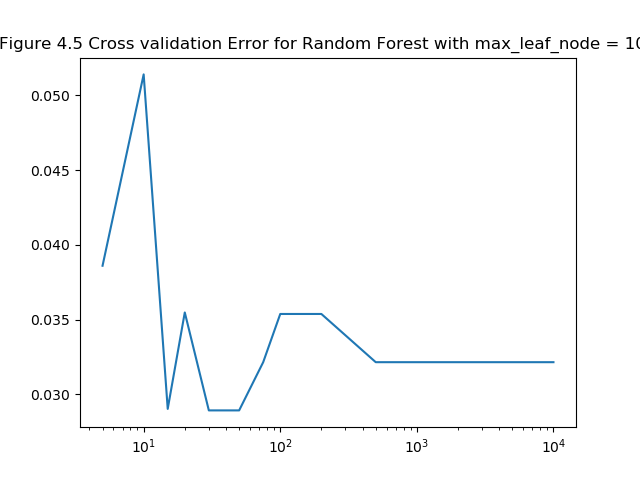 Figure 4.5 Cross validation Error for Random Forest with max_leaf_node = 10
0.050
0.045
0.040
0.035
0.030
10¹ 10² 10³ 10⁴